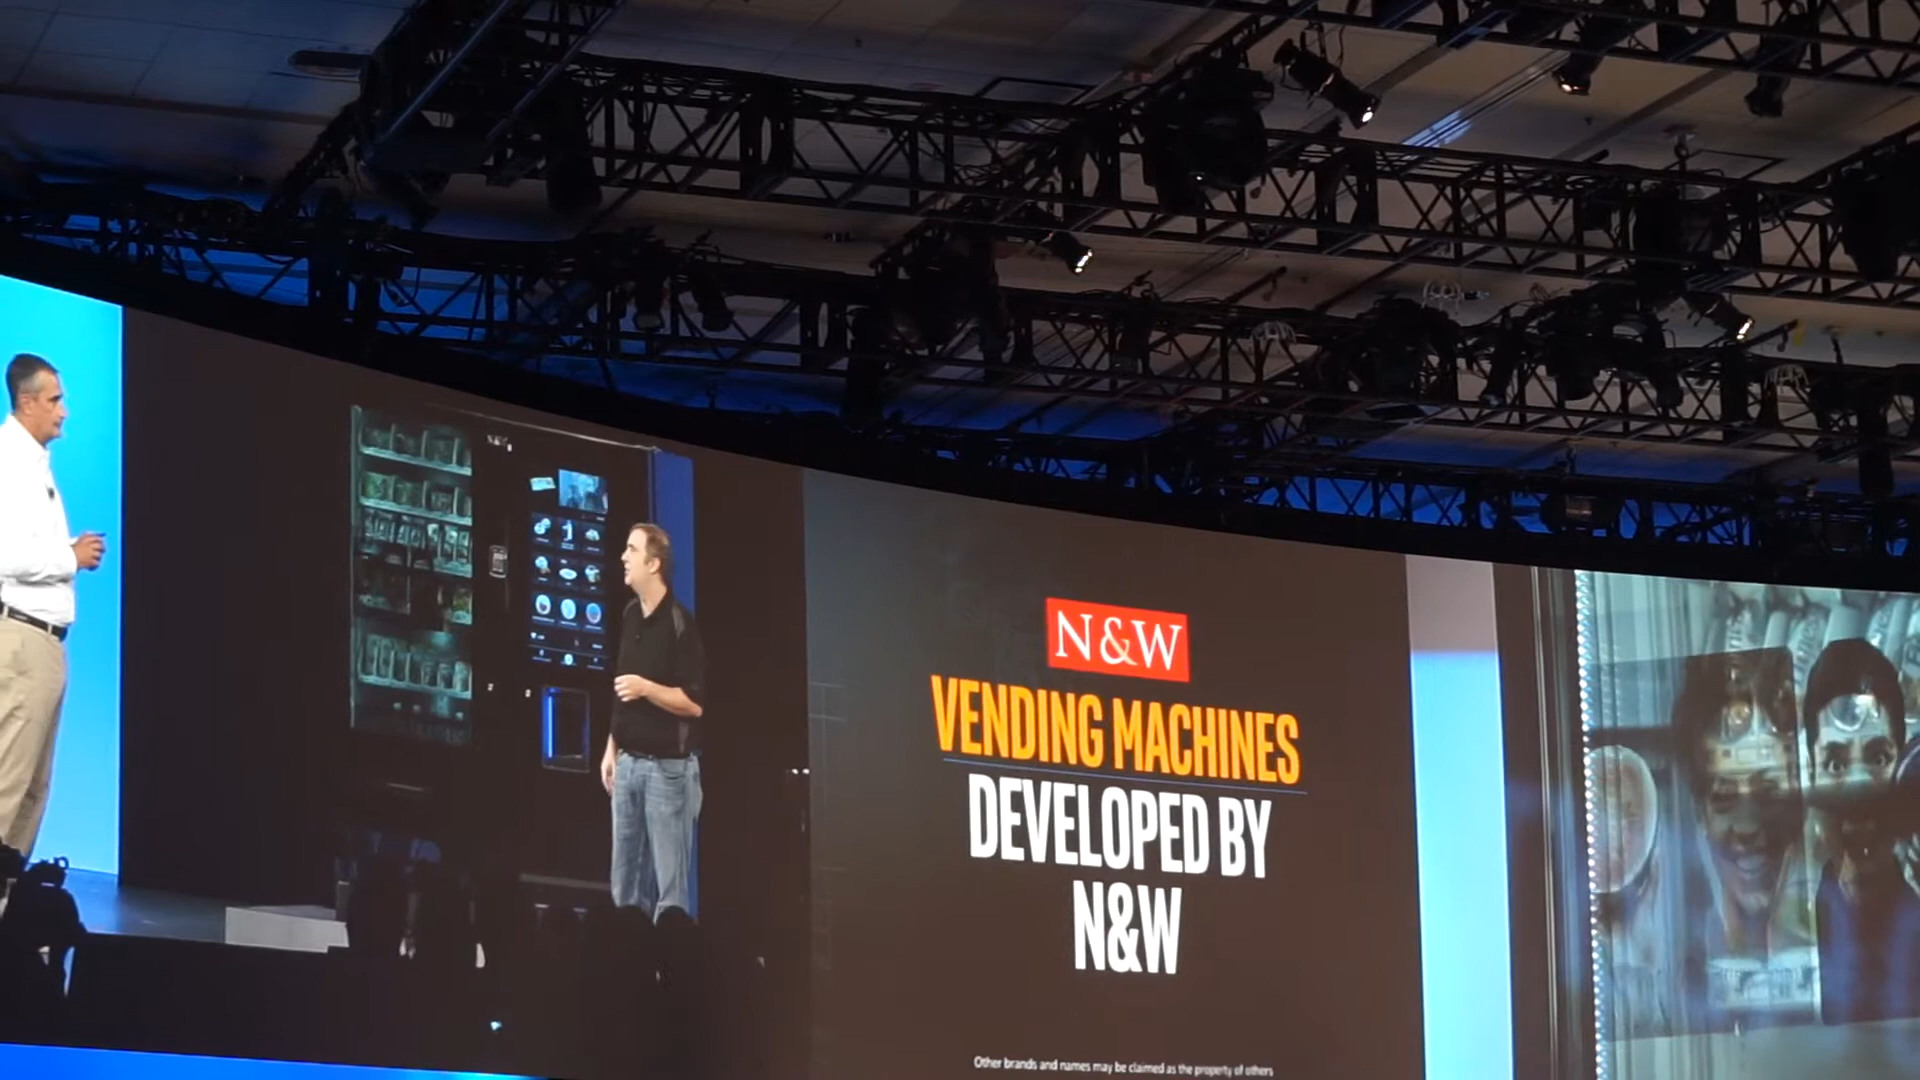 N&W
VENDING MACHINES
DEVELOPED BY
N&W
Other brands and names may be claimed as the property of others